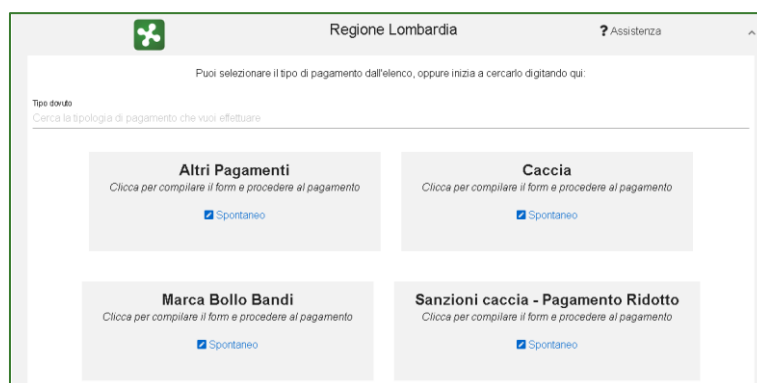 Regione Lombardia
? Assistenza
Puoi selezionare il tipo di pagamento dall'elenco, oppure inizia a cercarlo digitando qui:
Tipo dovuto
Cerca la tipologia di pagamento che vuoi effettuare
Altri Pagamenti
Clicca per compilare il form e procedere al pagamento
Spontaneo
Caccia
Clicca per compilare il form e procedere al pagamento
Spontaneo
Marca Bollo Bandi
Clicca per compilare il form e procedere al pagamento
Spontaneo
Sanzioni caccia - Pagamento Ridotto
Clicca per compilare il form e procedere al pagamento
Spontaneo